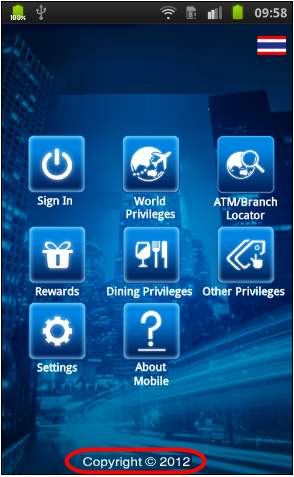 100%
09:58
Sign In
World
Privileges
ATM/Branch
Locator
Rewards
Dining Privileges
Other Privileges
Settings
About
Mobile
Copyright © 2012